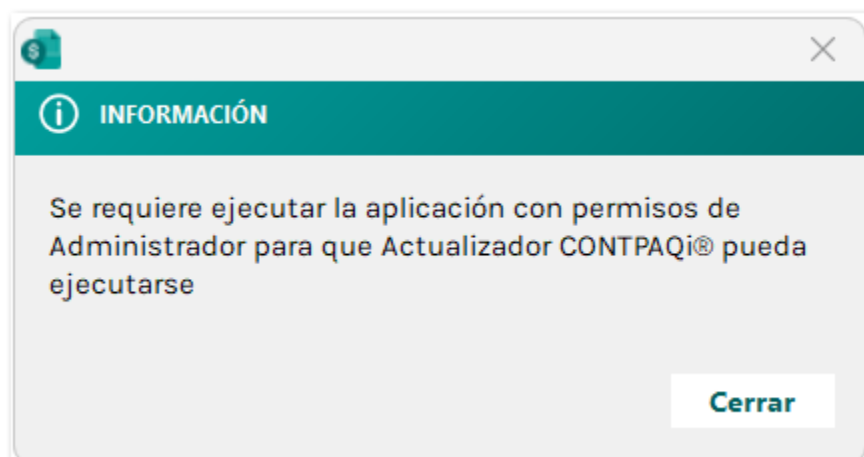 INFORMACIÓN
Se requiere ejecutar la aplicación con permisos de
Administrador para que Actualizador CONTPAQi® pueda
ejecutarse
Cerrar